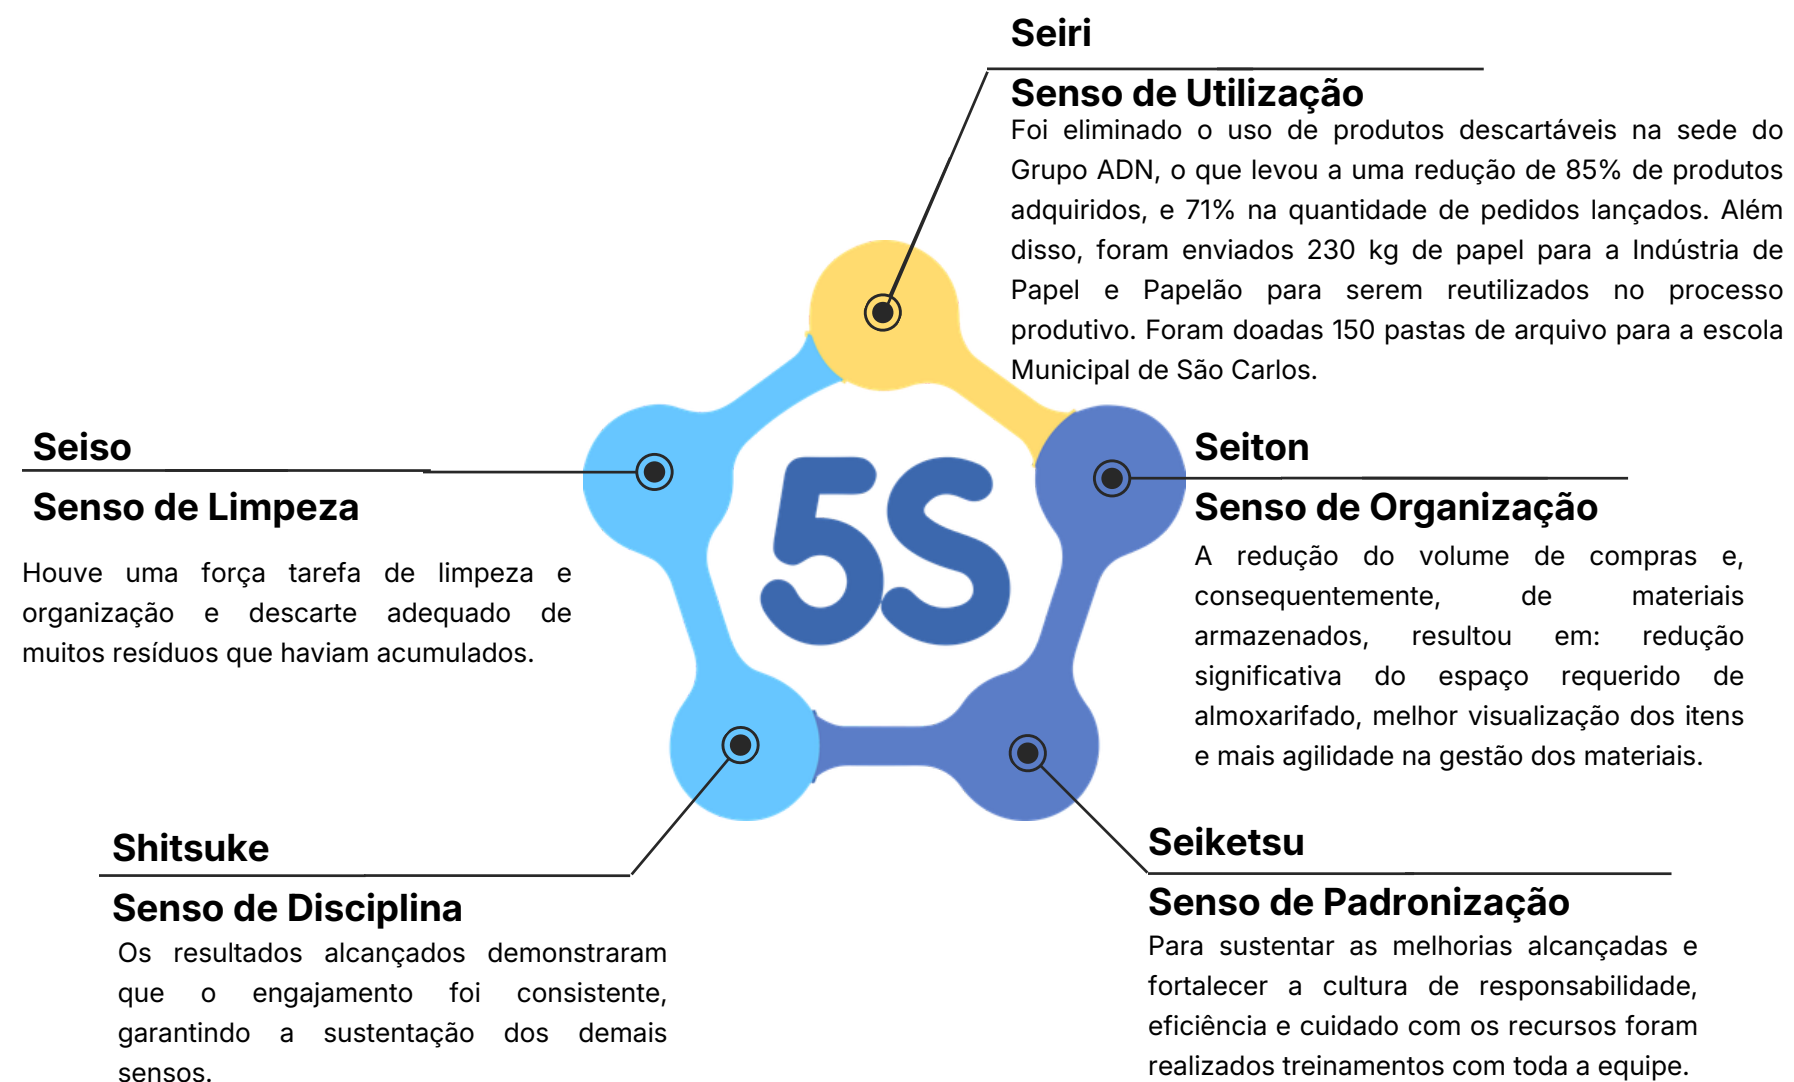 Seiri
Senso de Utilização
Foi eliminado o uso de produtos descartáveis na sede do
Grupo ADN, o que levou a uma redução de 85% de produtos
adquiridos, e 71% na quantidade de pedidos lançados. Além
disso, foram enviados 230 kg de papel para a Indústria de
Papel e Papelão para serem reutilizados no processo
produtivo. Foram doadas 150 pastas de arquivo para a escola
Municipal de São Carlos.
Seiso
Senso de Limpeza
Houve uma força tarefa de limpeza e
organização e descarte adequado de
muitos resíduos que haviam acumulados.
5S
Seiton
Senso de Organização
A redução do volume de compras e,
consequentemente, de materiais
armazenados, resultou em: redução
significativa do espaço requerido de
almoxarifado, melhor visualização dos itens
e mais agilidade na gestão dos materiais.
Shitsuke
Senso de Disciplina
Os resultados alcançados demonstraram
que o engajamento foi consistente,
garantindo a sustentação dos demais
sensos.
Seiketsu
Senso de Padronização
Para sustentar as melhorias alcançadas e
fortalecer a cultura de responsabilidade,
eficiência e cuidado com os recursos foram
realizados treinamentos com toda a equipe.